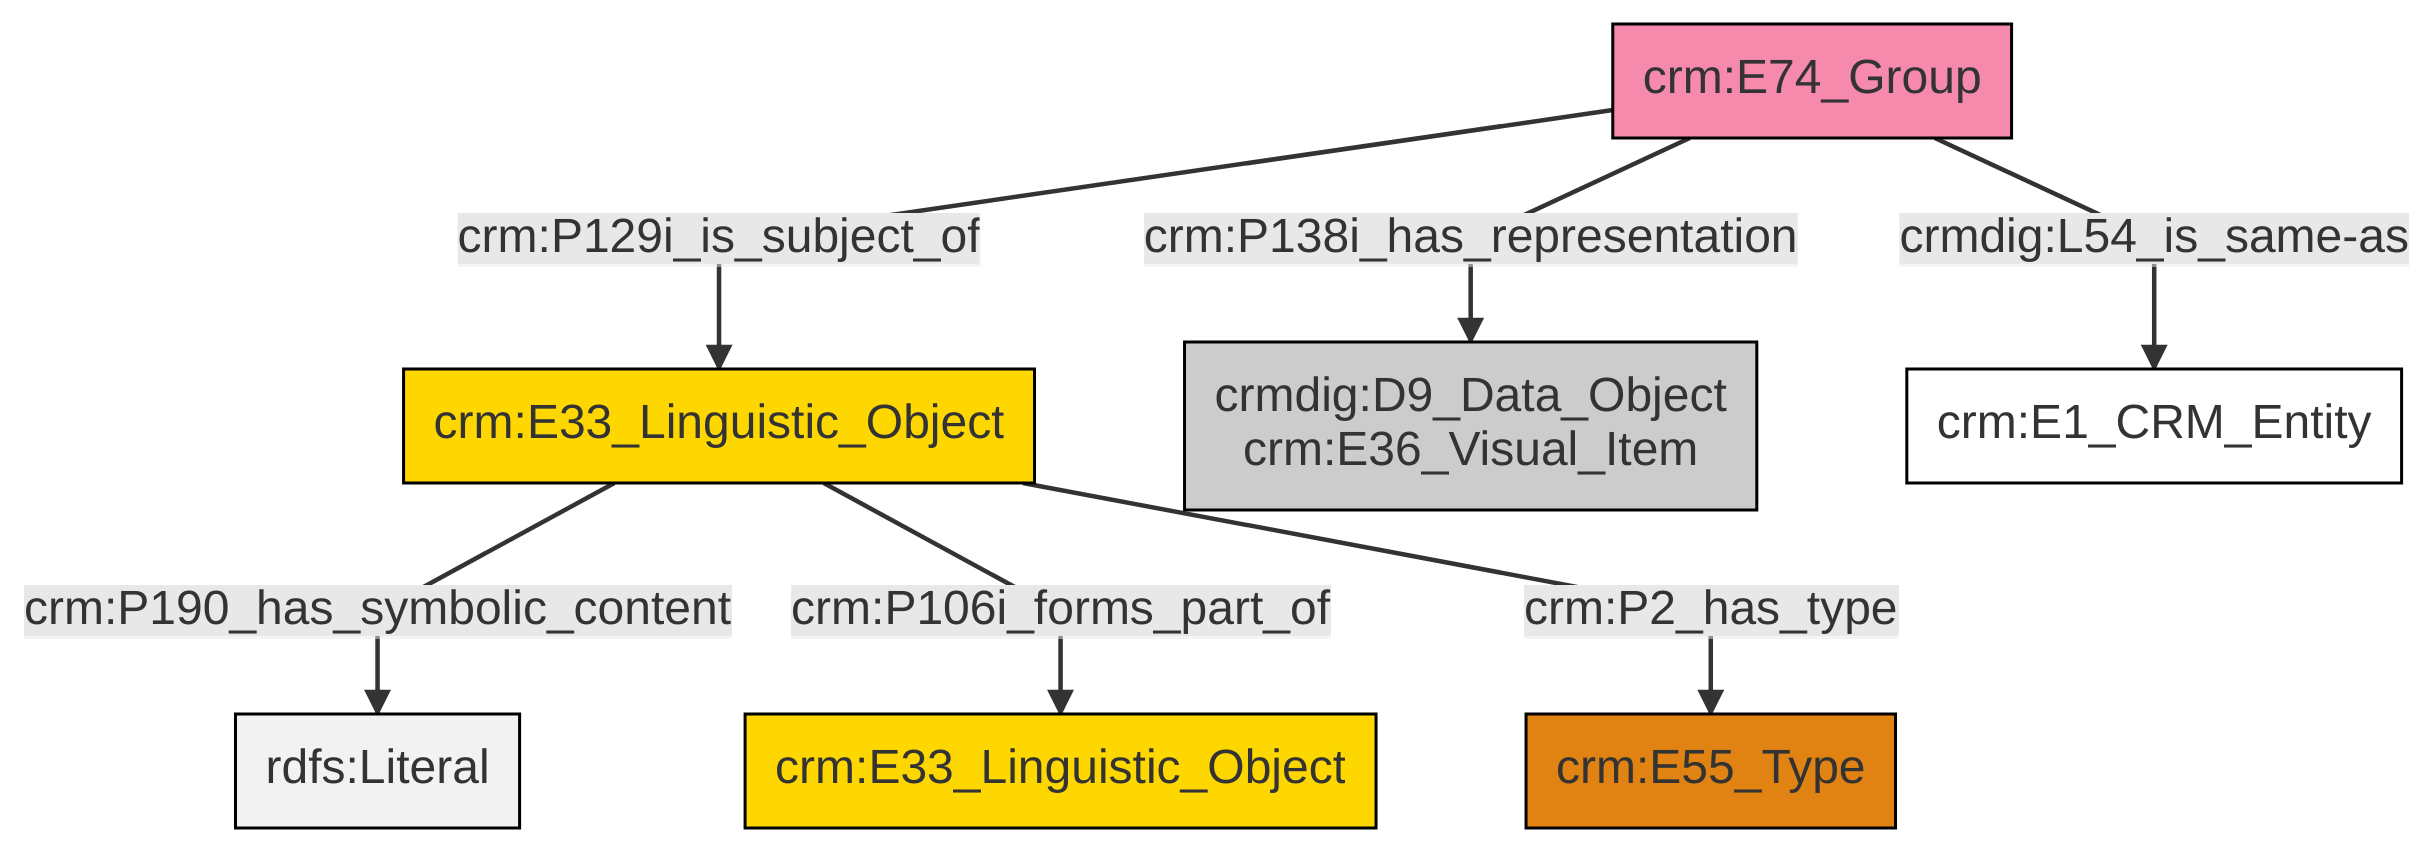 crm:E74_Group
crm:P129i_is_subject_of
crm:P138i_has_representation
crmdig:L54_is_same-as
crm:E33_Linguistic_Object
crmdig:D9_Data_Object
crm:E36_Visual_Item
crm:E1_CRM_Entity
crm:P190_has_symbolic_content
crm:P106i_forms_part_of
crm:P2_has_type
rdfs:Literal
crm:E33_Linguistic_Object
crm:E55_Type